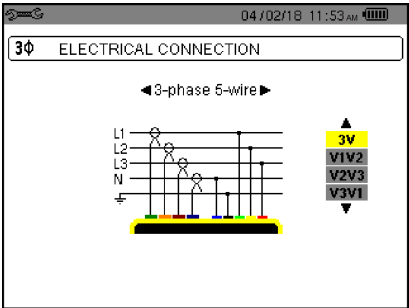 04/02/18 11:53 AM
3Φ ELECTRICAL CONNECTION
◄3-phase 5-wire►
L1
L2
L3
N
3V
V1V2
V2V3
V3V1